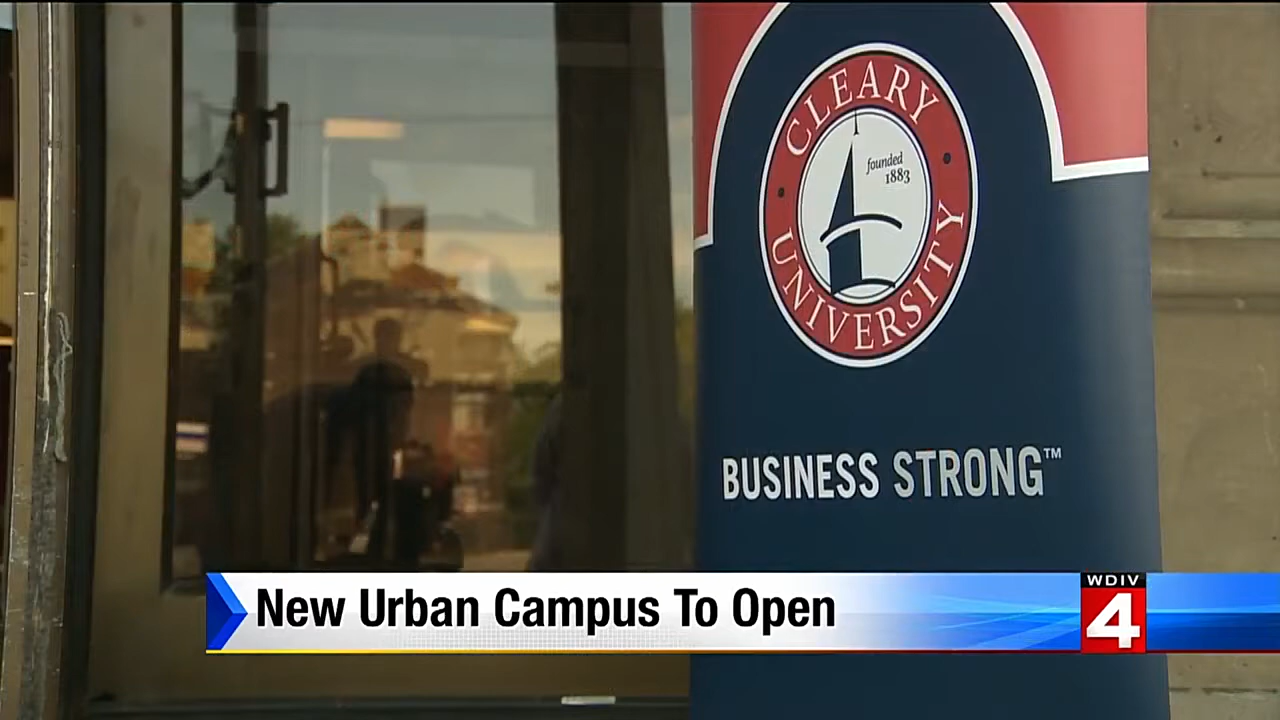 CLEARY
founded
1883
UNIVERSITY
BUSINESS STRONG™
New Urban Campus To Open
WDIV
4